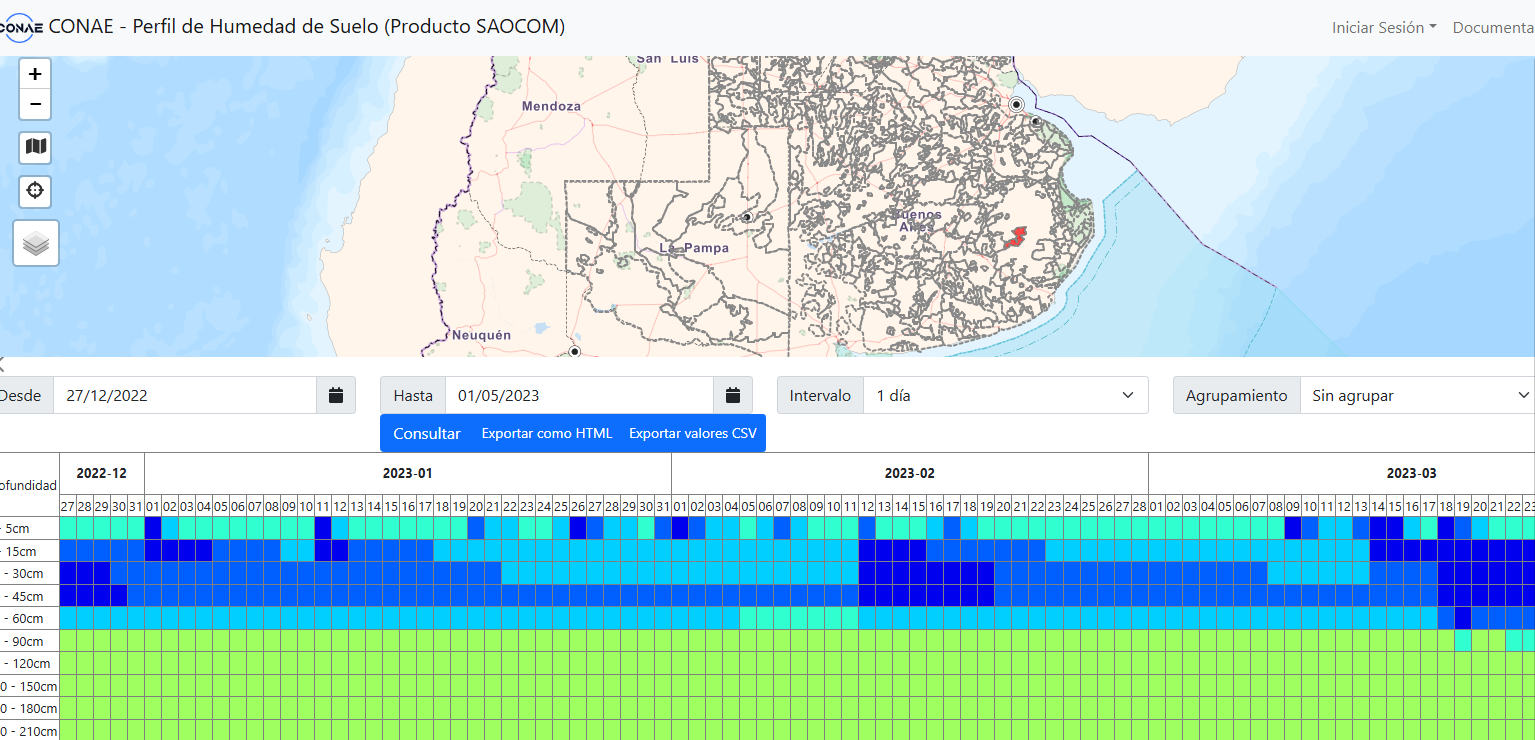 CONAE CONAE - Perfil de Humedad de Suelo (Producto SAOCOM)
Iniciar Sesión Documenta
+
−
San Luis
Mendoza
Buenos
Aires
La Pampa
Neuquén
Desde 27/12/2022 Hasta 01/05/2023 Intervalo 1 día Agrupamiento Sin agrupar
Consultar Exportar como HTML Exportar valores CSV
ofundidad 2022-12 2023-01 2023-02 2023-03
27 28 29 30 31 01 02 03 04 05 06 07 08 09 10 11 12 13 14 15 16 17 18 19 20 21 22 23 24 25 26 27 28 29 30 31 01 02 03 04 05 06 07 08 09 10 11 12 13 14 15 16 17 18 19 20 21 22 23 24 25 26 27 28 01 02 03 04 05 06 07 08 09 10 11 12 13 14 15 16 17 18 19 20 21 22 23
- 5cm
- 15cm
- 30cm
- 45cm
- 60cm
- 90cm
- 120cm
0 - 150cm
0 - 180cm
0 - 210cm